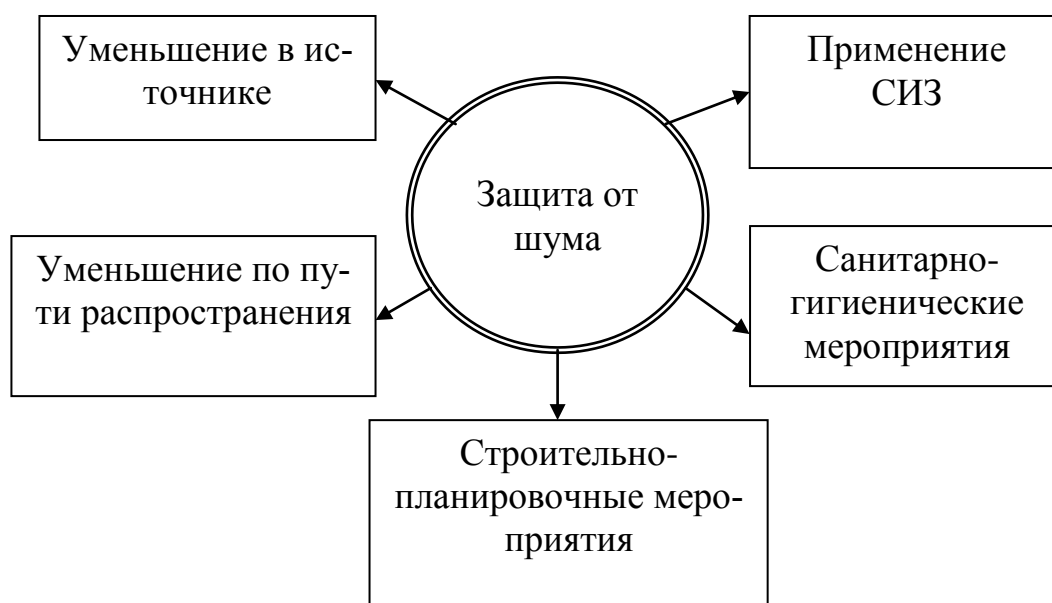 Уменьшение в ис-
точнике
Применение
СИЗ
Защита от
шума
Уменьшение по пу-
ти распространения
Санитарно-
гигиенические
мероприятия
Строительно-
планировочные меро-
приятия